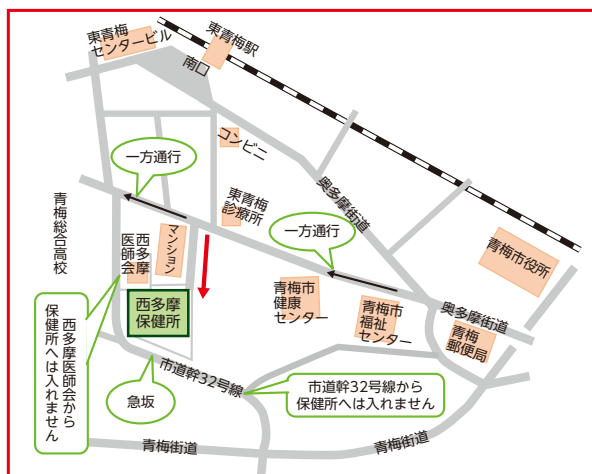 東青梅
センタービル
東青梅駅
南口
コンビニ
一方通行
奥多摩街道
東青梅
診療所
青梅総合高校
一方通行
西多摩
医師会
マンション
青梅市役所
青梅市
健康
センター
西多摩
保健所
青梅市
福祉
センター
奥多摩街道
青梅
郵便局
西多摩医師会から
保健所へは入れません
市道幹32号線
急坂
市道幹32号線から
保健所へは入れません
青梅街道
青梅街道